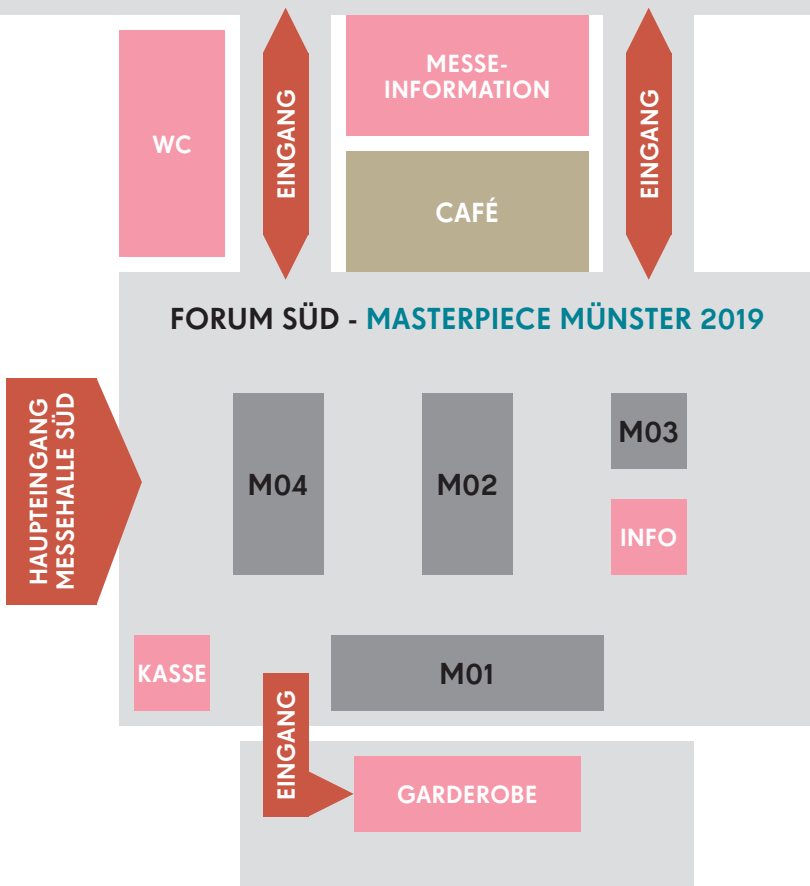 WC
EINGANG
MESSE-
INFORMATION
EINGANG
CAFÉ
FORUM SÜD - MASTERPIECE MÜNSTER 2019
HAUPTEINGANG
MESSEHALLE SÜD
M04
M02
M03
INFO
KASSE
M01
EINGANG
GARDEROBE